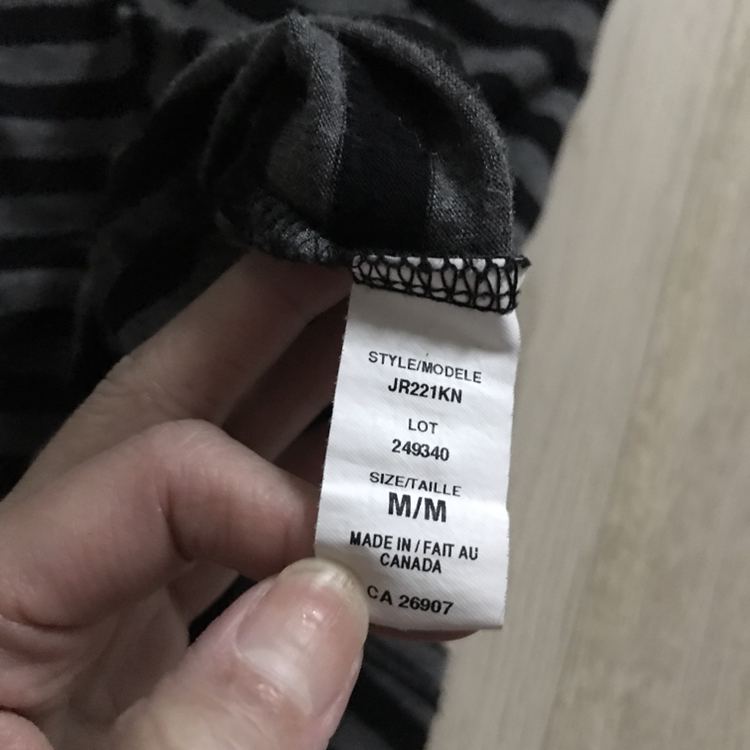 STYLE/MODELE
JR221KN
LOT
249340
SIZE/TAILLE
M/M
MADE IN / FAIT AU
CANADA
CA 26907